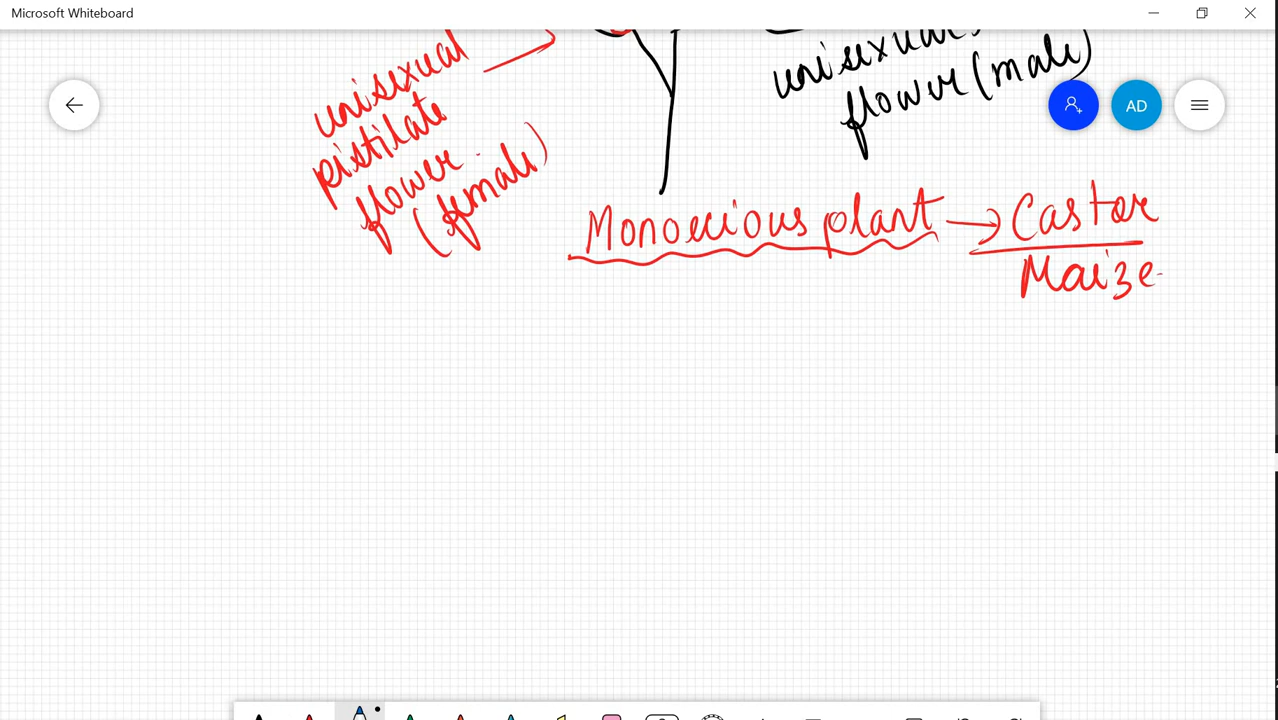 Microsoft Whiteboard
unisexual
pistilate
flower
(female)
unisexual
flower (male)
AD
Monoecious plant → Castor
Maize